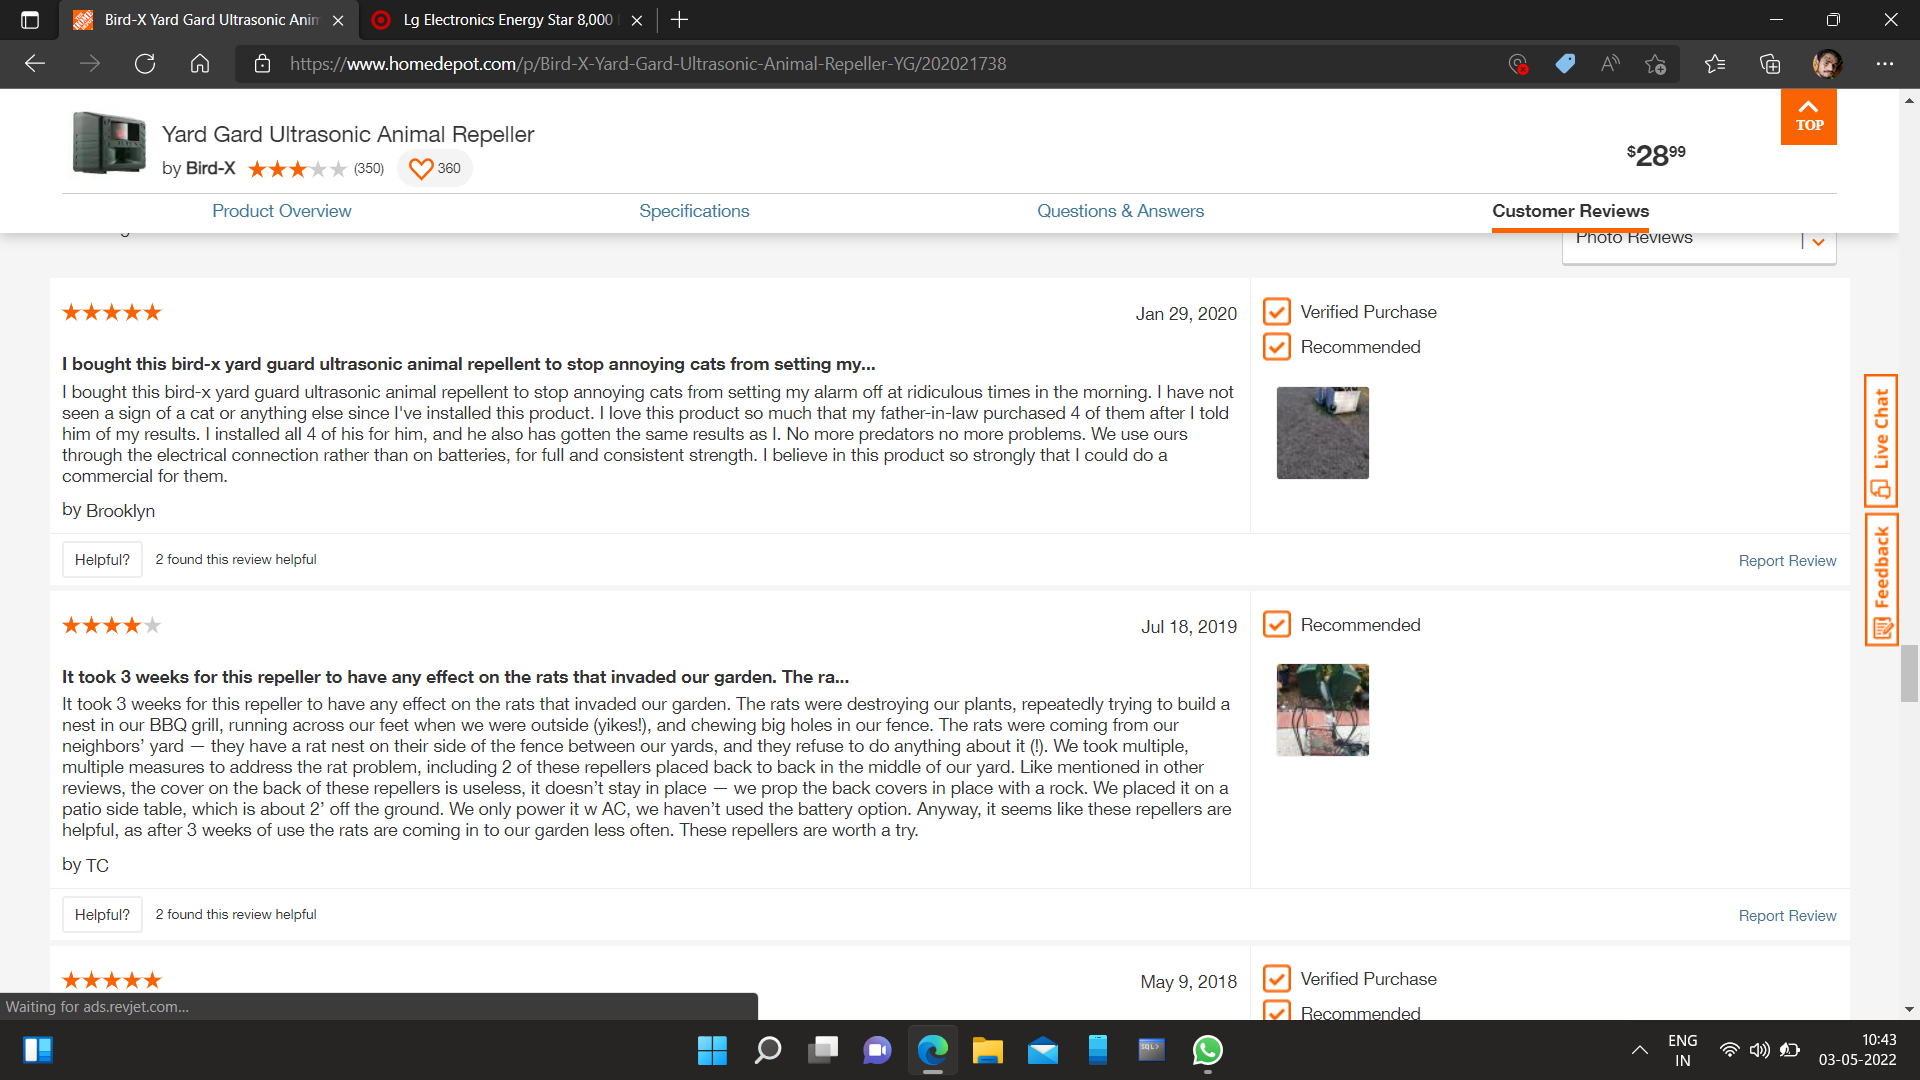 Bird-X Yard Gard Ultrasonic Anim
Lg Electronics Energy Star 8,000
https://www.homedepot.com/p/Bird-X-Yard-Gard-Ultrasonic-Animal-Repeller-YG/202021738
Yard Gard Ultrasonic Animal Repeller
by Bird-X (350) 360
$28 99
TOP
Product Overview
Specifications
Questions & Answers
Customer Reviews
Photo Reviews
Jan 29, 2020
Verified Purchase
Recommended
I bought this bird-x yard guard ultrasonic animal repellent to stop annoying cats from setting my...
I bought this bird-x yard guard ultrasonic animal repellent to stop annoying cats from setting my alarm off at ridiculous times in the morning. I have not
seen a sign of a cat or anything else since I've installed this product. I love this product so much that my father-in-law purchased 4 of them after I told
him of my results. I installed all 4 of his for him, and he also has gotten the same results as I. No more predators no more problems. We use ours
through the electrical connection rather than on batteries, for full and consistent strength. I believe in this product so strongly that I could do a
commercial for them.
by Brooklyn
Helpful?
2 found this review helpful
Report Review
Live Chat
Feedback
Jul 18, 2019
Recommended
It took 3 weeks for this repeller to have any effect on the rats that invaded our garden. The ra...
It took 3 weeks for this repeller to have any effect on the rats that invaded our garden. The rats were destroying our plants, repeatedly trying to build a
nest in our BBQ grill, running across our feet when we were outside (yikes!), and chewing big holes in our fence. The rats were coming from our
neighbors’ yard — they have a rat nest on their side of the fence between our yards, and they refuse to do anything about it (!). We took multiple,
multiple measures to address the rat problem, including 2 of these repellers placed back to back in the middle of our yard. Like mentioned in other
reviews, the cover on the back of these repellers is useless, it doesn’t stay in place — we prop the back covers in place with a rock. We placed it on a
patio side table, which is about 2’ off the ground. We only power it w AC, we haven’t used the battery option. Anyway, it seems like these repellers are
helpful, as after 3 weeks of use the rats are coming in to our garden less often. These repellers are worth a try.
by TC
Helpful?
2 found this review helpful
Report Review
May 9, 2018
Verified Purchase
Recommended
Waiting for ads.revjet.com...
ENG
IN
10:43
03-05-2022